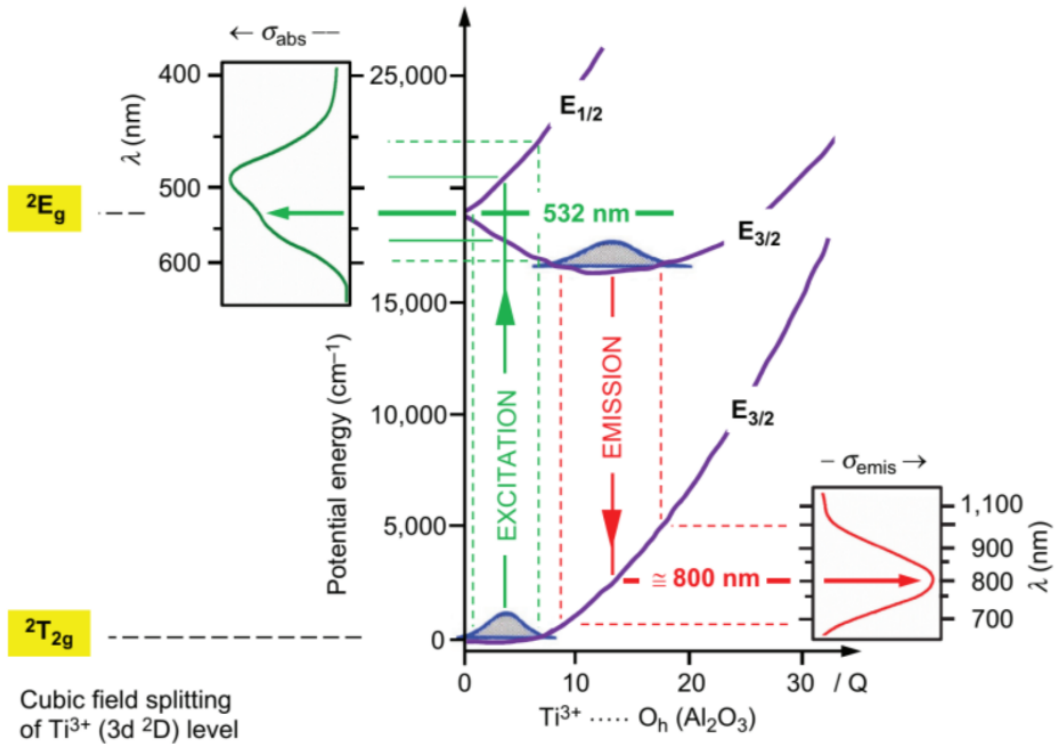 ← σabs —
400
500
600
λ (nm)
25,000
15,000
10,000
5,000
0
Potential energy (cm⁻¹)
E1/2
E3/2
E3/2
²Eg
532 nm
EXCITATION
EMISSION
– σemis →
1,100
900
800
700
λ (nm)
≅ 800 nm
²T2g
0
10
20
30
/ Q
Ti³⁺ ····· Oh (Al₂O₃)
Cubic field splitting
of Ti³⁺ (3d ²D) level